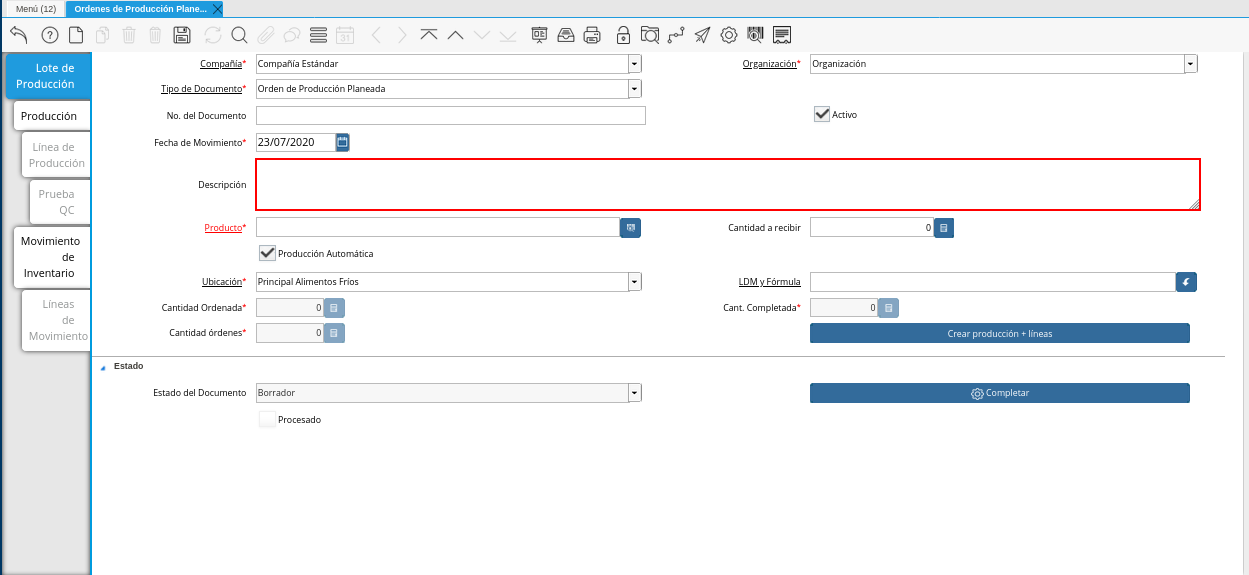 Menú (12)
Ordenes de Producción Plane...
31
Lote de
Producción
Producción
Línea de
Producción
Prueba
QC
Movimiento
de
Inventario
Líneas
de
Movimiento
Compañía* Compañía Estándar Organización* Organización
Tipo de Documento* Orden de Producción Planeada
No. del Documento Activo
Fecha de Movimiento* 23/07/2020
Descripción
Producto* Cantidad a recibir 0
Producción Automática
Ubicación* Principal Alimentos Fríos LDM y Fórmula
Cantidad Ordenada* 0 Cant. Completada* 0
Cantidad órdenes* 0 Crear producción + líneas
Estado
Estado del Documento Borrador Completar
Procesado